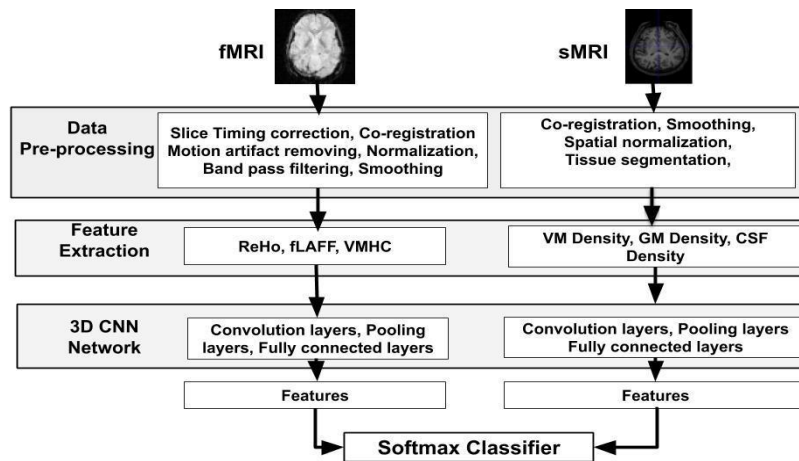 fMRI
sMRI
Data
Pre-processing
Slice Timing correction, Co-registration
Motion artifact removing, Normalization,
Band pass filtering, Smoothing
Co-registration, Smoothing,
Spatial normalization,
Tissue segmentation,
Feature
Extraction
ReHo, fLAFF, VMHC
VM Density, GM Density, CSF
Density
3D CNN
Network
Convolution layers, Pooling
layers, Fully connected layers
Convolution layers, Pooling layers
Fully connected layers
Features
Features
Softmax Classifier